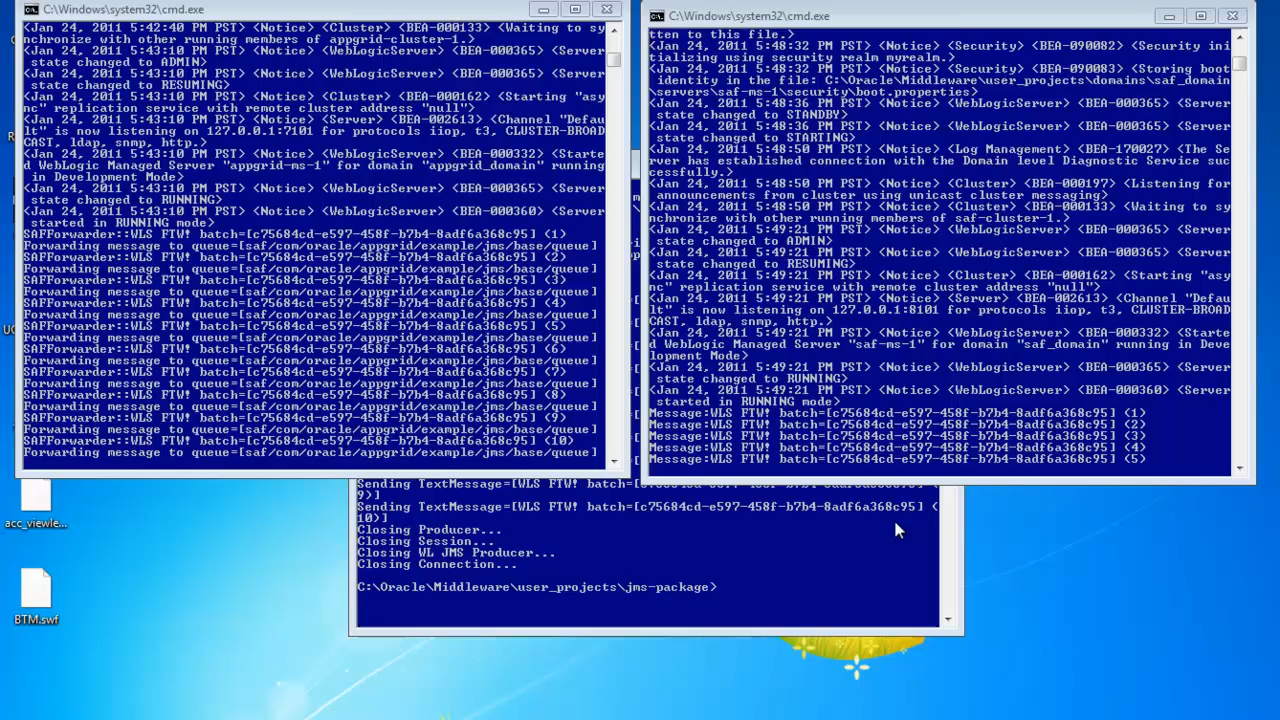 C:\Windows\system32\cmd.exe
<Jan 24, 2011 5:42:40 PM PST> <Notice> <Cluster> <BEA-000133> <Waiting to sy
nchronize with other running members of appgrid-cluster-1.>
<Jan 24, 2011 5:43:10 PM PST> <Notice> <WebLogicServer> <BEA-000365> <Server
 state changed to ADMIN>
<Jan 24, 2011 5:43:10 PM PST> <Notice> <WebLogicServer> <BEA-000365> <Server
 state changed to RESUMING>
<Jan 24, 2011 5:43:10 PM PST> <Notice> <Cluster> <BEA-000162> <Starting "asy
nc" replication service with remote cluster address "null">
<Jan 24, 2011 5:43:10 PM PST> <Notice> <Server> <BEA-002613> <Channel "Defau
lt" is now listening on 127.0.0.1:7101 for protocols iiop, t3, CLUSTER-BROAD
CAST, ldap, snmp, http.>
<Jan 24, 2011 5:43:10 PM PST> <Notice> <WebLogicServer> <BEA-000332> <Starte
d WebLogic Managed Server "appgrid-ms-1" for domain "appgrid_domain" running
 in Development Mode>
<Jan 24, 2011 5:43:10 PM PST> <Notice> <WebLogicServer> <BEA-000365> <Server
 state changed to RUNNING>
<Jan 24, 2011 5:43:10 PM PST> <Notice> <WebLogicServer> <BEA-000360> <Server
 started in RUNNING mode>
SAFForwarder::WLS FTW! batch=[c75684cd-e597-458f-b7b4-8adf6a368c95] (1)
Forwarding message to queue=[saf/com/oracle/appgrid/example/jms/base/queue]
SAFForwarder::WLS FTW! batch=[c75684cd-e597-458f-b7b4-8adf6a368c95] (2)
Forwarding message to queue=[saf/com/oracle/appgrid/example/jms/base/queue]
SAFForwarder::WLS FTW! batch=[c75684cd-e597-458f-b7b4-8adf6a368c95] (3)
Forwarding message to queue=[saf/com/oracle/appgrid/example/jms/base/queue]
SAFForwarder::WLS FTW! batch=[c75684cd-e597-458f-b7b4-8adf6a368c95] (4)
Forwarding message to queue=[saf/com/oracle/appgrid/example/jms/base/queue]
SAFForwarder::WLS FTW! batch=[c75684cd-e597-458f-b7b4-8adf6a368c95] (5)
Forwarding message to queue=[saf/com/oracle/appgrid/example/jms/base/queue]
SAFForwarder::WLS FTW! batch=[c75684cd-e597-458f-b7b4-8adf6a368c95] (6)
Forwarding message to queue=[saf/com/oracle/appgrid/example/jms/base/queue]
SAFForwarder::WLS FTW! batch=[c75684cd-e597-458f-b7b4-8adf6a368c95] (7)
Forwarding message to queue=[saf/com/oracle/appgrid/example/jms/base/queue]
SAFForwarder::WLS FTW! batch=[c75684cd-e597-458f-b7b4-8adf6a368c95] (8)
Forwarding message to queue=[saf/com/oracle/appgrid/example/jms/base/queue]
SAFForwarder::WLS FTW! batch=[c75684cd-e597-458f-b7b4-8adf6a368c95] (9)
Forwarding message to queue=[saf/com/oracle/appgrid/example/jms/base/queue]
SAFForwarder::WLS FTW! batch=[c75684cd-e597-458f-b7b4-8adf6a368c95] (10)
Forwarding message to queue=[saf/com/oracle/appgrid/example/jms/base/queue]
C:\Windows\system32\cmd.exe
tten to this file.>
<Jan 24, 2011 5:48:32 PM PST> <Notice> <Security> <BEA-090082> <Security ini
tializing using security realm myrealm.>
<Jan 24, 2011 5:48:32 PM PST> <Notice> <Security> <BEA-090083> <Storing boot
 identity in the file: C:\Oracle\Middleware\user_projects\domains\saf_domain
\servers\saf-ms-1\security\boot.properties>
<Jan 24, 2011 5:48:36 PM PST> <Notice> <WebLogicServer> <BEA-000365> <Server
 state changed to STANDBY>
<Jan 24, 2011 5:48:36 PM PST> <Notice> <WebLogicServer> <BEA-000365> <Server
 state changed to STARTING>
<Jan 24, 2011 5:48:50 PM PST> <Notice> <Log Management> <BEA-170027> <The Se
rver has established connection with the Domain level Diagnostic Service suc
cessfully.>
<Jan 24, 2011 5:48:50 PM PST> <Notice> <Cluster> <BEA-000197> <Listening for
 announcements from cluster using unicast cluster messaging>
<Jan 24, 2011 5:48:50 PM PST> <Notice> <Cluster> <BEA-000133> <Waiting to sy
nchronize with other running members of saf-cluster-1.>
<Jan 24, 2011 5:49:21 PM PST> <Notice> <WebLogicServer> <BEA-000365> <Server
 state changed to ADMIN>
<Jan 24, 2011 5:49:21 PM PST> <Notice> <WebLogicServer> <BEA-000365> <Server
 state changed to RESUMING>
<Jan 24, 2011 5:49:21 PM PST> <Notice> <Cluster> <BEA-000162> <Starting "asy
nc" replication service with remote cluster address "null">
<Jan 24, 2011 5:49:21 PM PST> <Notice> <Server> <BEA-002613> <Channel "Defau
lt" is now listening on 127.0.0.1:8101 for protocols iiop, t3, CLUSTER-BROAD
CAST, ldap, snmp, http.>
<Jan 24, 2011 5:49:21 PM PST> <Notice> <WebLogicServer> <BEA-000332> <Starte
d WebLogic Managed Server "saf-ms-1" for domain "saf_domain" running in Deve
lopment Mode>
<Jan 24, 2011 5:49:21 PM PST> <Notice> <WebLogicServer> <BEA-000365> <Server
 state changed to RUNNING>
<Jan 24, 2011 5:49:21 PM PST> <Notice> <WebLogicServer> <BEA-000360> <Server
 started in RUNNING mode>
Message:WLS FTW! batch=[c75684cd-e597-458f-b7b4-8adf6a368c95] (1)
Message:WLS FTW! batch=[c75684cd-e597-458f-b7b4-8adf6a368c95] (2)
Message:WLS FTW! batch=[c75684cd-e597-458f-b7b4-8adf6a368c95] (3)
Message:WLS FTW! batch=[c75684cd-e597-458f-b7b4-8adf6a368c95] (4)
Message:WLS FTW! batch=[c75684cd-e597-458f-b7b4-8adf6a368c95] (5)
Sending TextMessage=[WLS FTW! batch=[c75684cd-e597-458f-b7b4-8adf6a368c95] (
9)]
Sending TextMessage=[WLS FTW! batch=[c75684cd-e597-458f-b7b4-8adf6a368c95] (
10)]
Closing Producer...
Closing Session...
Closing WL JMS Producer...
Closing Connection...
C:\Oracle\Middleware\user_projects\jms-package>
acc_viewle...
BTM.swf